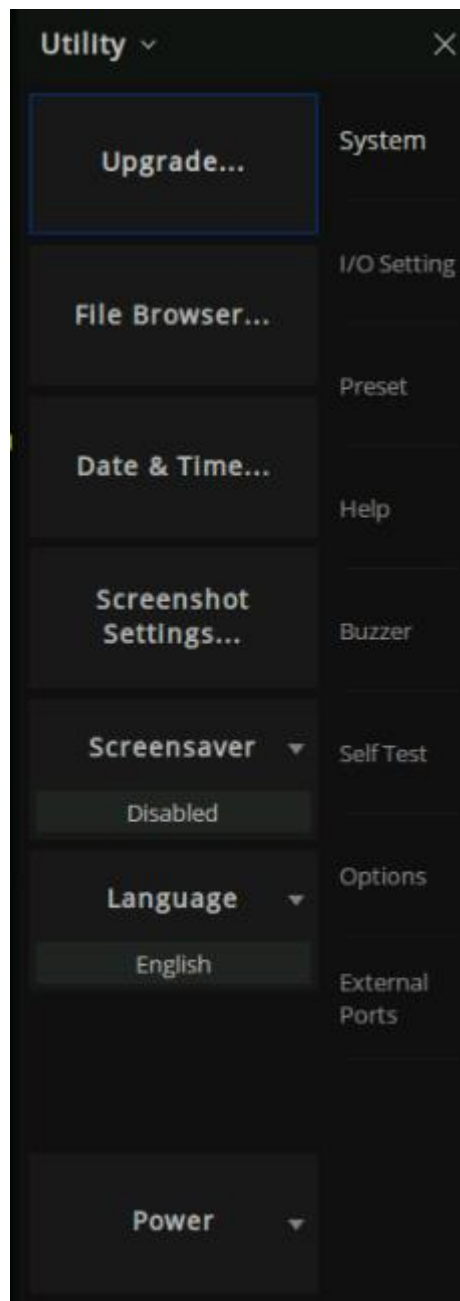 Utility
Upgrade...
File Browser...
Date & Time...
Screenshot
Settings...
Screensaver
Disabled
Language
English
Power
System
I/O Setting
Preset
Help
Buzzer
Self Test
Options
External
Ports